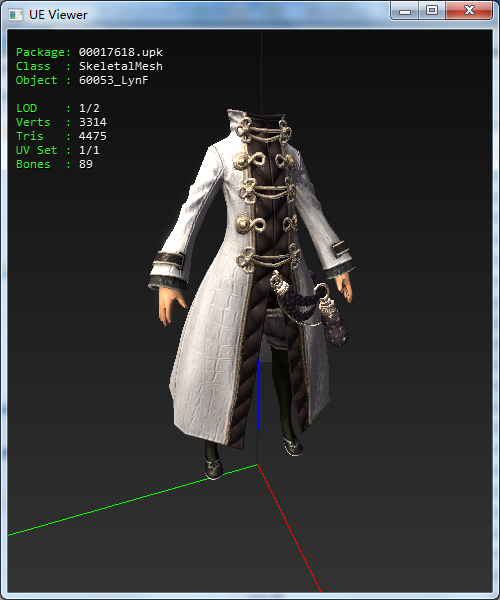 UE Viewer
Package: 00017618.upk
Class : SkeletalMesh
Object : 60053_LynF
LOD : 1/2
Verts : 3314
Tris : 4475
UV Set : 1/1
Bones : 89